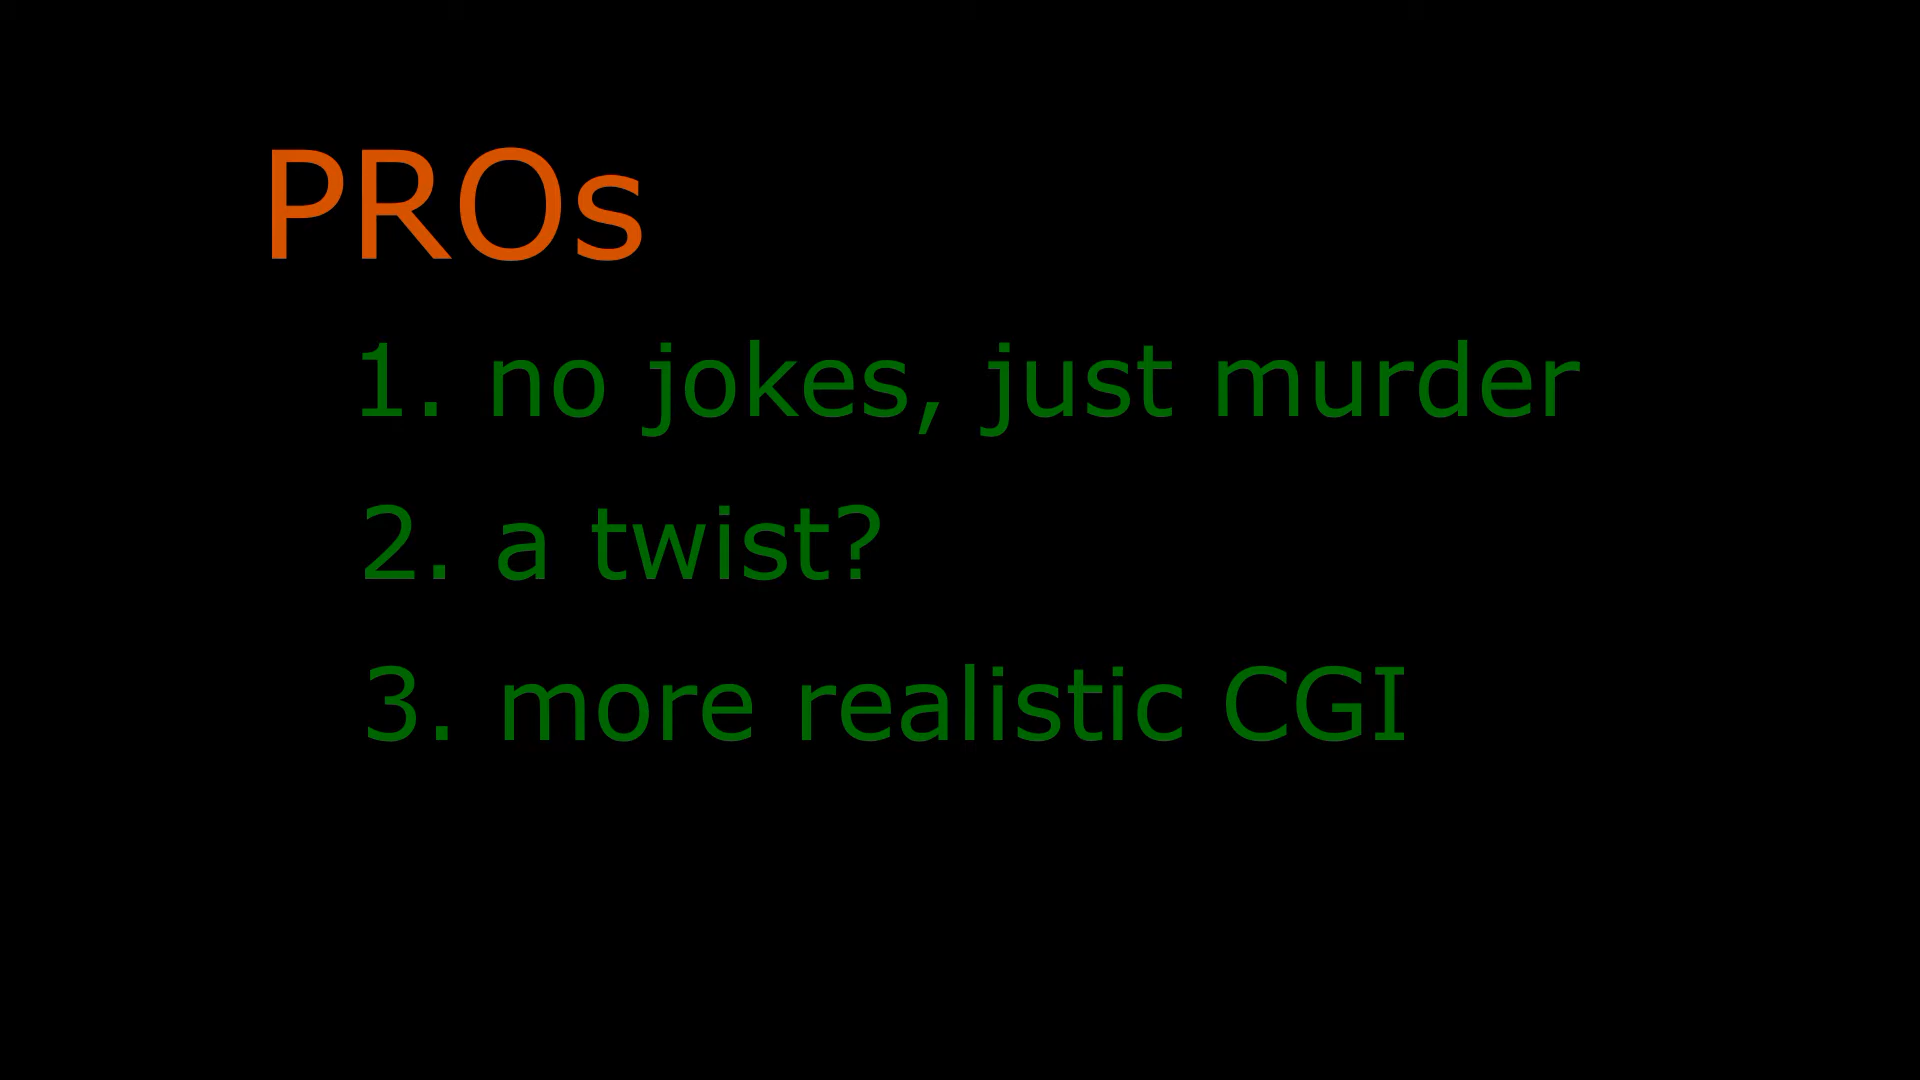 PROs
1. no jokes, just murder
2. a twist?
3. more realistic CGI